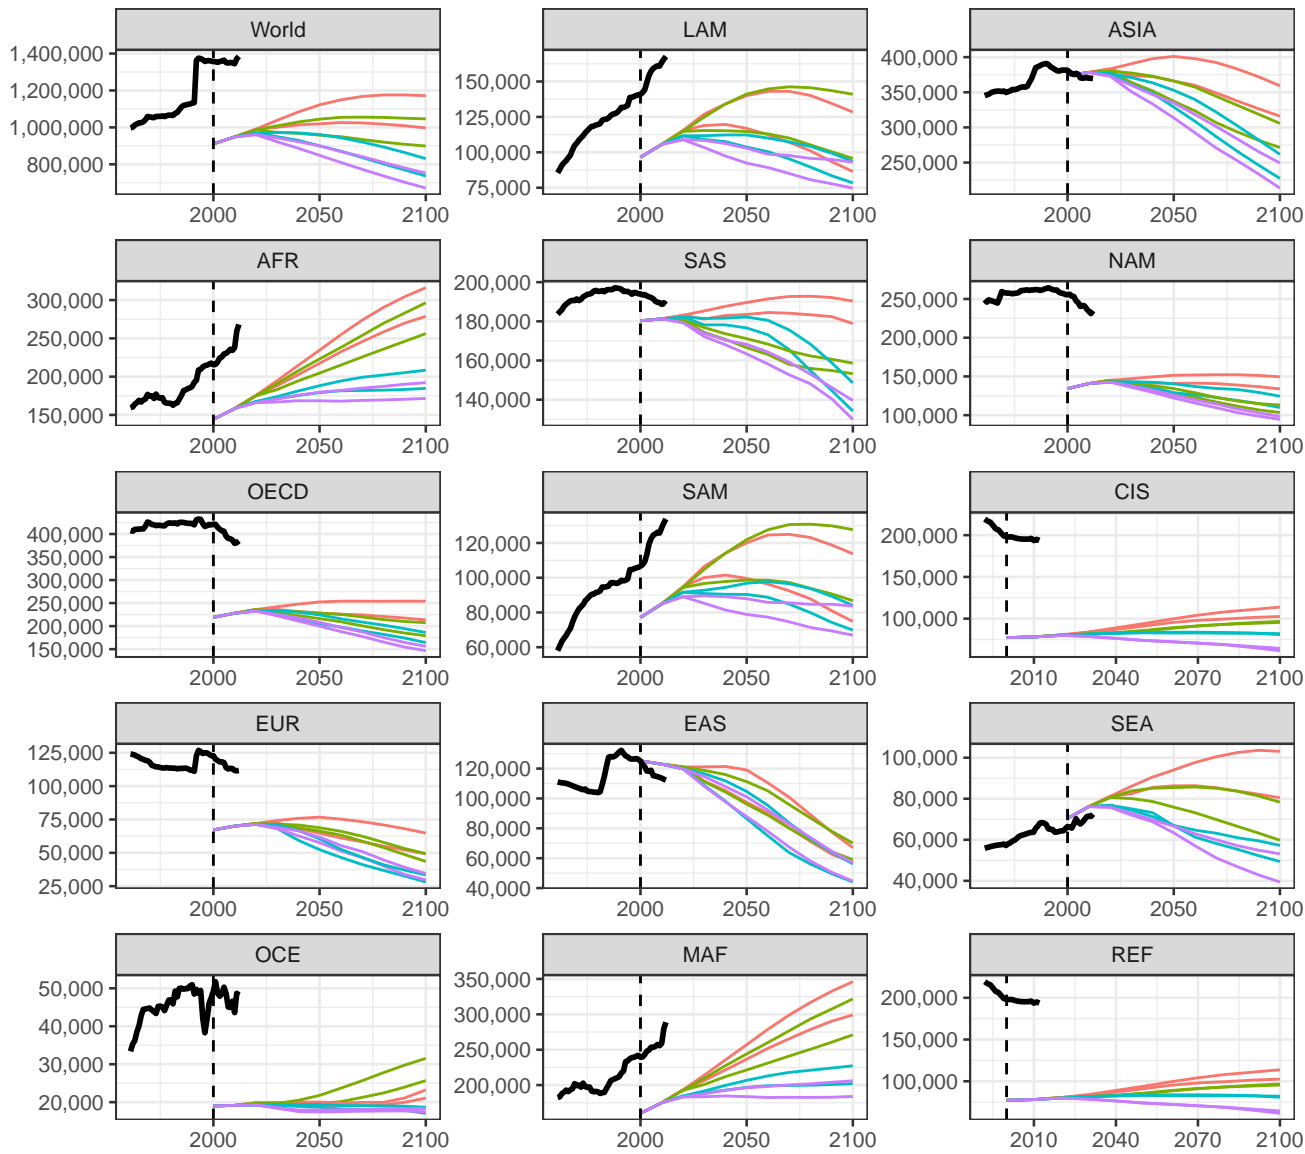 World
1,400,000
1,200,000
1,000,000
800,000
2000 2050 2100
LAM
150,000
125,000
100,000
75,000
2000 2050 2100
ASIA
400,000
350,000
300,000
250,000
2000 2050 2100
AFR
300,000
250,000
200,000
150,000
2000 2050 2100
SAS
200,000
180,000
160,000
140,000
2000 2050 2100
NAM
250,000
200,000
150,000
100,000
2000 2050 2100
OECD
400,000
350,000
300,000
250,000
200,000
150,000
2000 2050 2100
SAM
120,000
100,000
80,000
60,000
2000 2050 2100
CIS
200,000
150,000
100,000
2010 2040 2070 2100
EUR
125,000
100,000
75,000
50,000
25,000
2000 2050 2100
EAS
120,000
100,000
80,000
60,000
40,000
2000 2050 2100
SEA
100,000
80,000
60,000
40,000
2000 2050 2100
OCE
50,000
40,000
30,000
20,000
2000 2050 2100
MAF
350,000
300,000
250,000
200,000
2000 2050 2100
REF
200,000
150,000
100,000
2010 2040 2070 2100